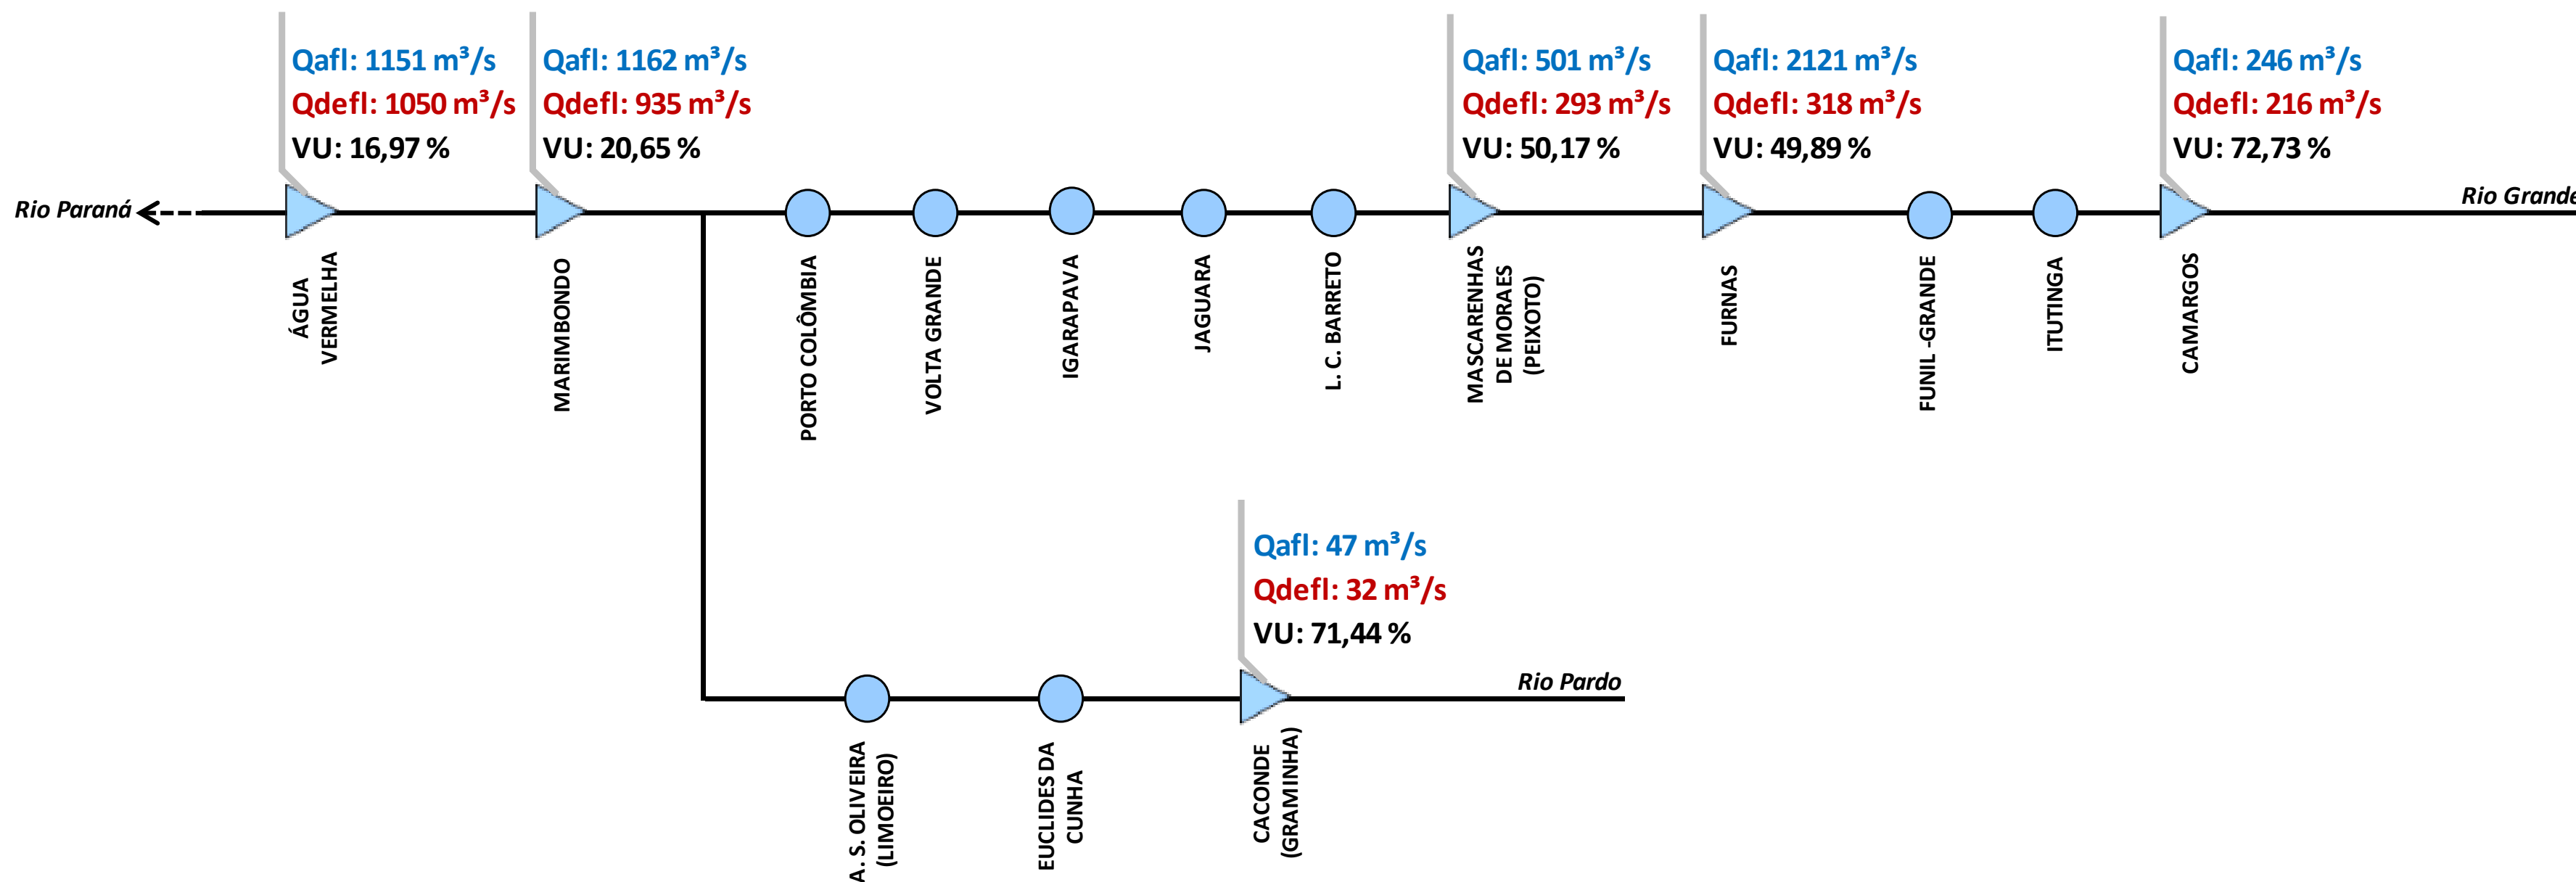 Qafl: 1151 m³/s
Qdefl: 1050 m³/s
VU: 16,97 %
Qafl: 1162 m³/s
Qdefl: 935 m³/s
VU: 20,65 %
Qafl: 501 m³/s
Qdefl: 293 m³/s
VU: 50,17 %
Qafl: 2121 m³/s
Qdefl: 318 m³/s
VU: 49,89 %
Qafl: 246 m³/s
Qdefl: 216 m³/s
VU: 72,73 %
Rio Paraná
Rio Grande
ÁGUA
VERMELHA
MARIMBONDO
PORTO COLÔMBIA
VOLTA GRANDE
IGARAPAVA
JAGUARA
L. C. BARRETO
MASCARENHAS
DE MORAES
(PEIXOTO)
FURNAS
FUNIL -GRANDE
ITUTINGA
CAMARGOS
Qafl: 47 m³/s
Qdefl: 32 m³/s
VU: 71,44 %
Rio Pardo
A. S. OLIVEIRA
(LIMOEIRO)
EUCLIDES DA
CUNHA
CACONDE
(GRAMINHA)